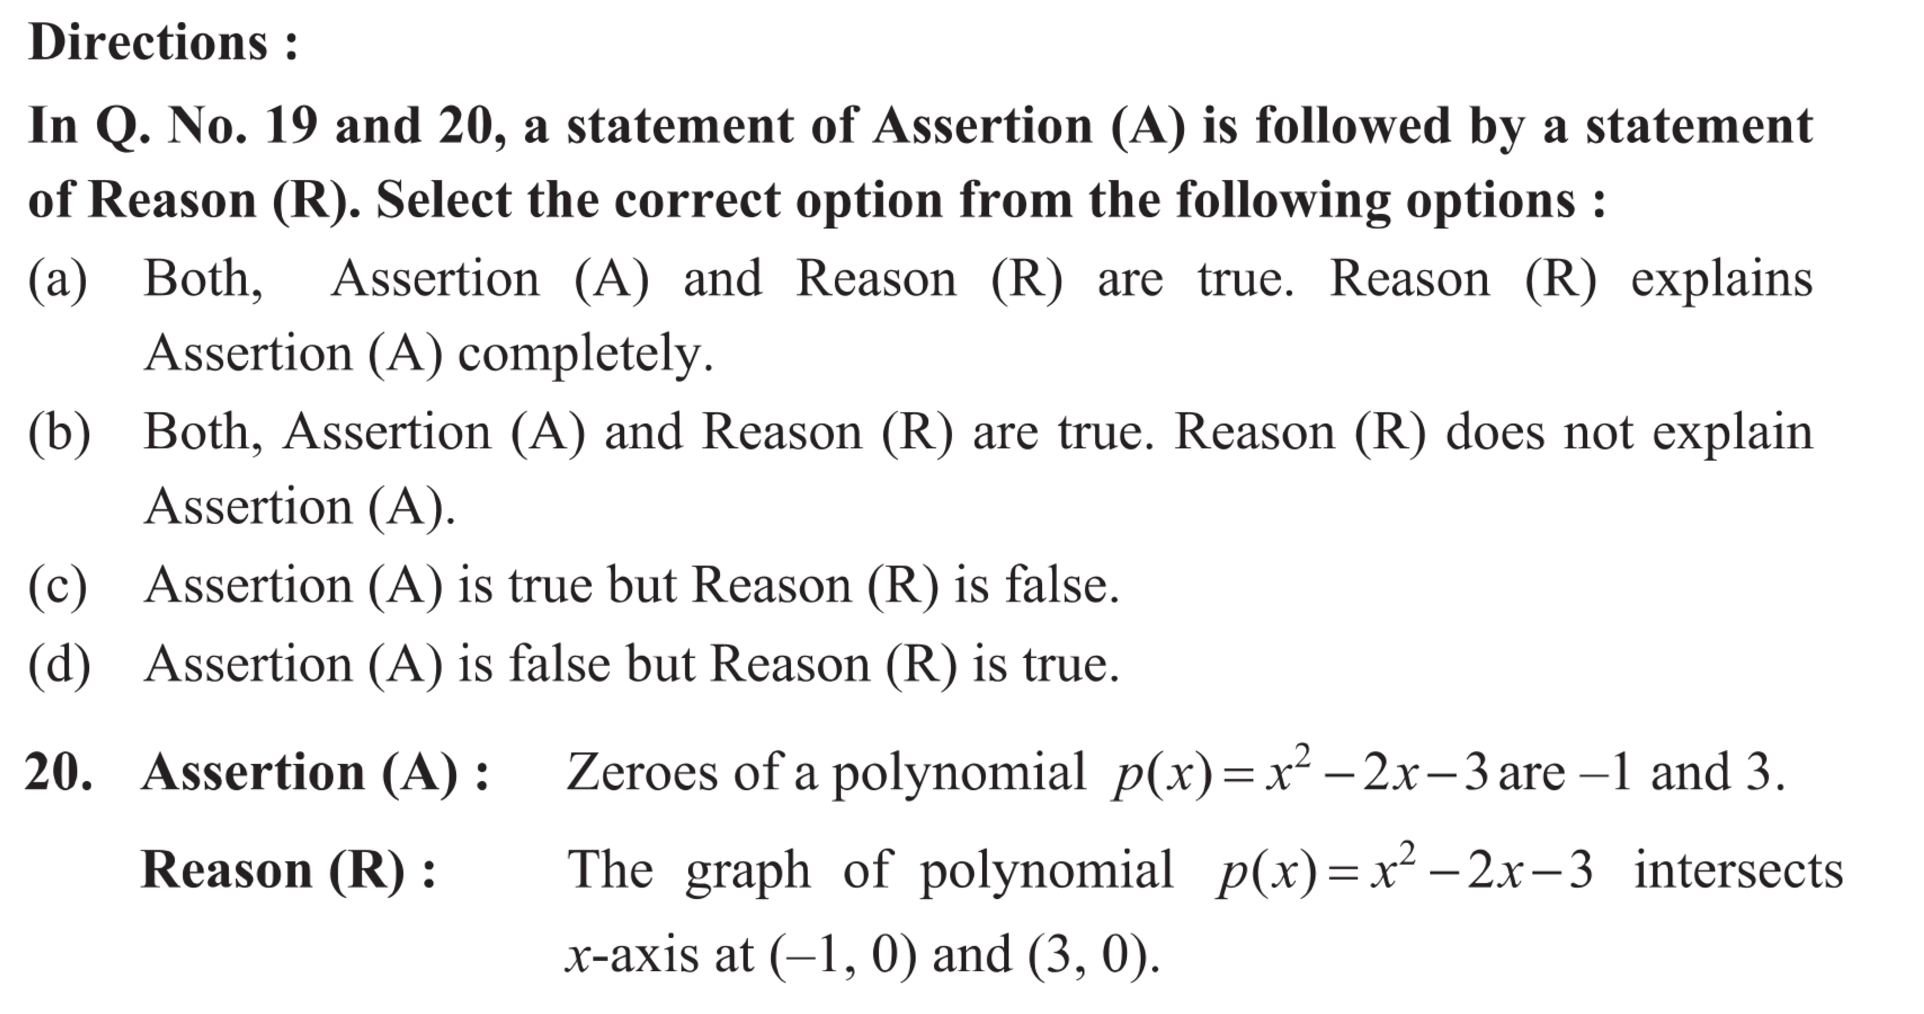 Directions :
In Q. No. 19 and 20, a statement of Assertion (A) is followed by a statement
of Reason (R). Select the correct option from the following options :
(a) Both, Assertion (A) and Reason (R) are true. Reason (R) explains
Assertion (A) completely.
(b) Both, Assertion (A) and Reason (R) are true. Reason (R) does not explain
Assertion (A).
(c) Assertion (A) is true but Reason (R) is false.
(d) Assertion (A) is false but Reason (R) is true.
20. Assertion (A) : Zeroes of a polynomial p(x) = x² – 2x – 3 are –1 and 3.
Reason (R) : The graph of polynomial p(x) = x² – 2x – 3 intersects
x-axis at (–1, 0) and (3, 0).